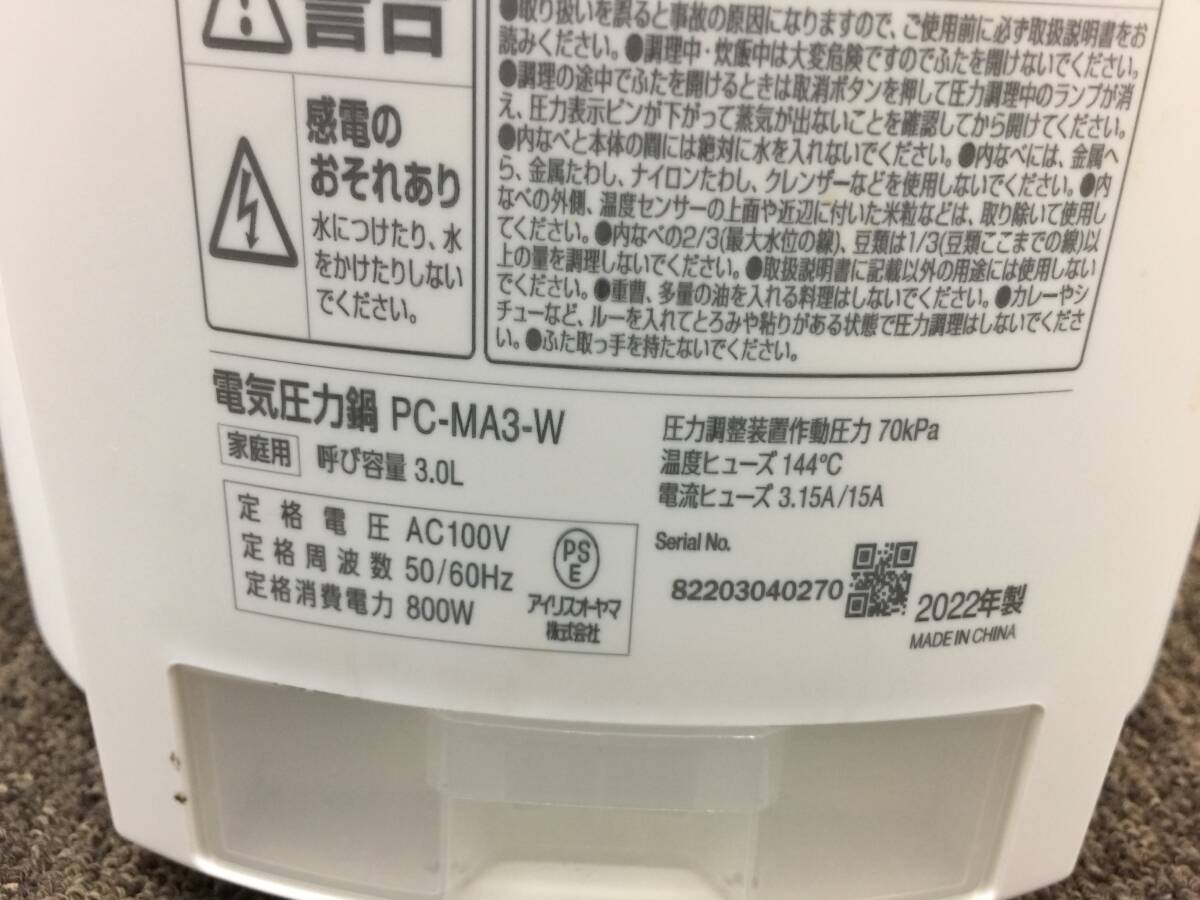 警告
感電の
おそれあり
水につけたり、水
をかけたりしない
でください。
●取り扱いを誤ると事故の原因になりますので、ご使用前に必ず取扱説明書をお
読みください。●調理中・炊飯中は大変危険ですのでふたを開けないでください。
●調理の途中でふたを開けるときは取消ボタンを押して圧力調理中のランプが消
え、圧力表示ピンが下がって蒸気が出ないことを確認してから開けてください。
●内なべと本体の間には絶対に水を入れないでください。●内なべには、金属へ
ら、金属たわし、ナイロンたわし、クレンザーなどを使用しないでください。●内
なべの外側、温度センサーの上面や近辺に付いた米粒などは、取り除いて使用し
てください。●内なべの2/3(最大水位の線)、豆類は1/3(豆類ここまでの線)以
上の量を調理しないでください。●取扱説明書に記載以外の用途には使用しない
でください。●重曹、多量の油を入れる料理はしないでください。●カレーやシ
チューなど、ルーを入れてとろみや粘りがある状態で圧力調理はしないでくださ
い。●ふた取っ手を持たないでください。
電気圧力鍋 PC-MA3-W
家庭用 呼び容量 3.0L
定格電圧 AC100V
定格周波数 50/60Hz
定格消費電力 800W
PS
E
アイリスオーヤマ
株式会社
圧力調整装置作動圧力 70kPa
温度ヒューズ 144℃
電流ヒューズ 3.15A/15A
Serial No.
82203040270
2022年製
MADE IN CHINA